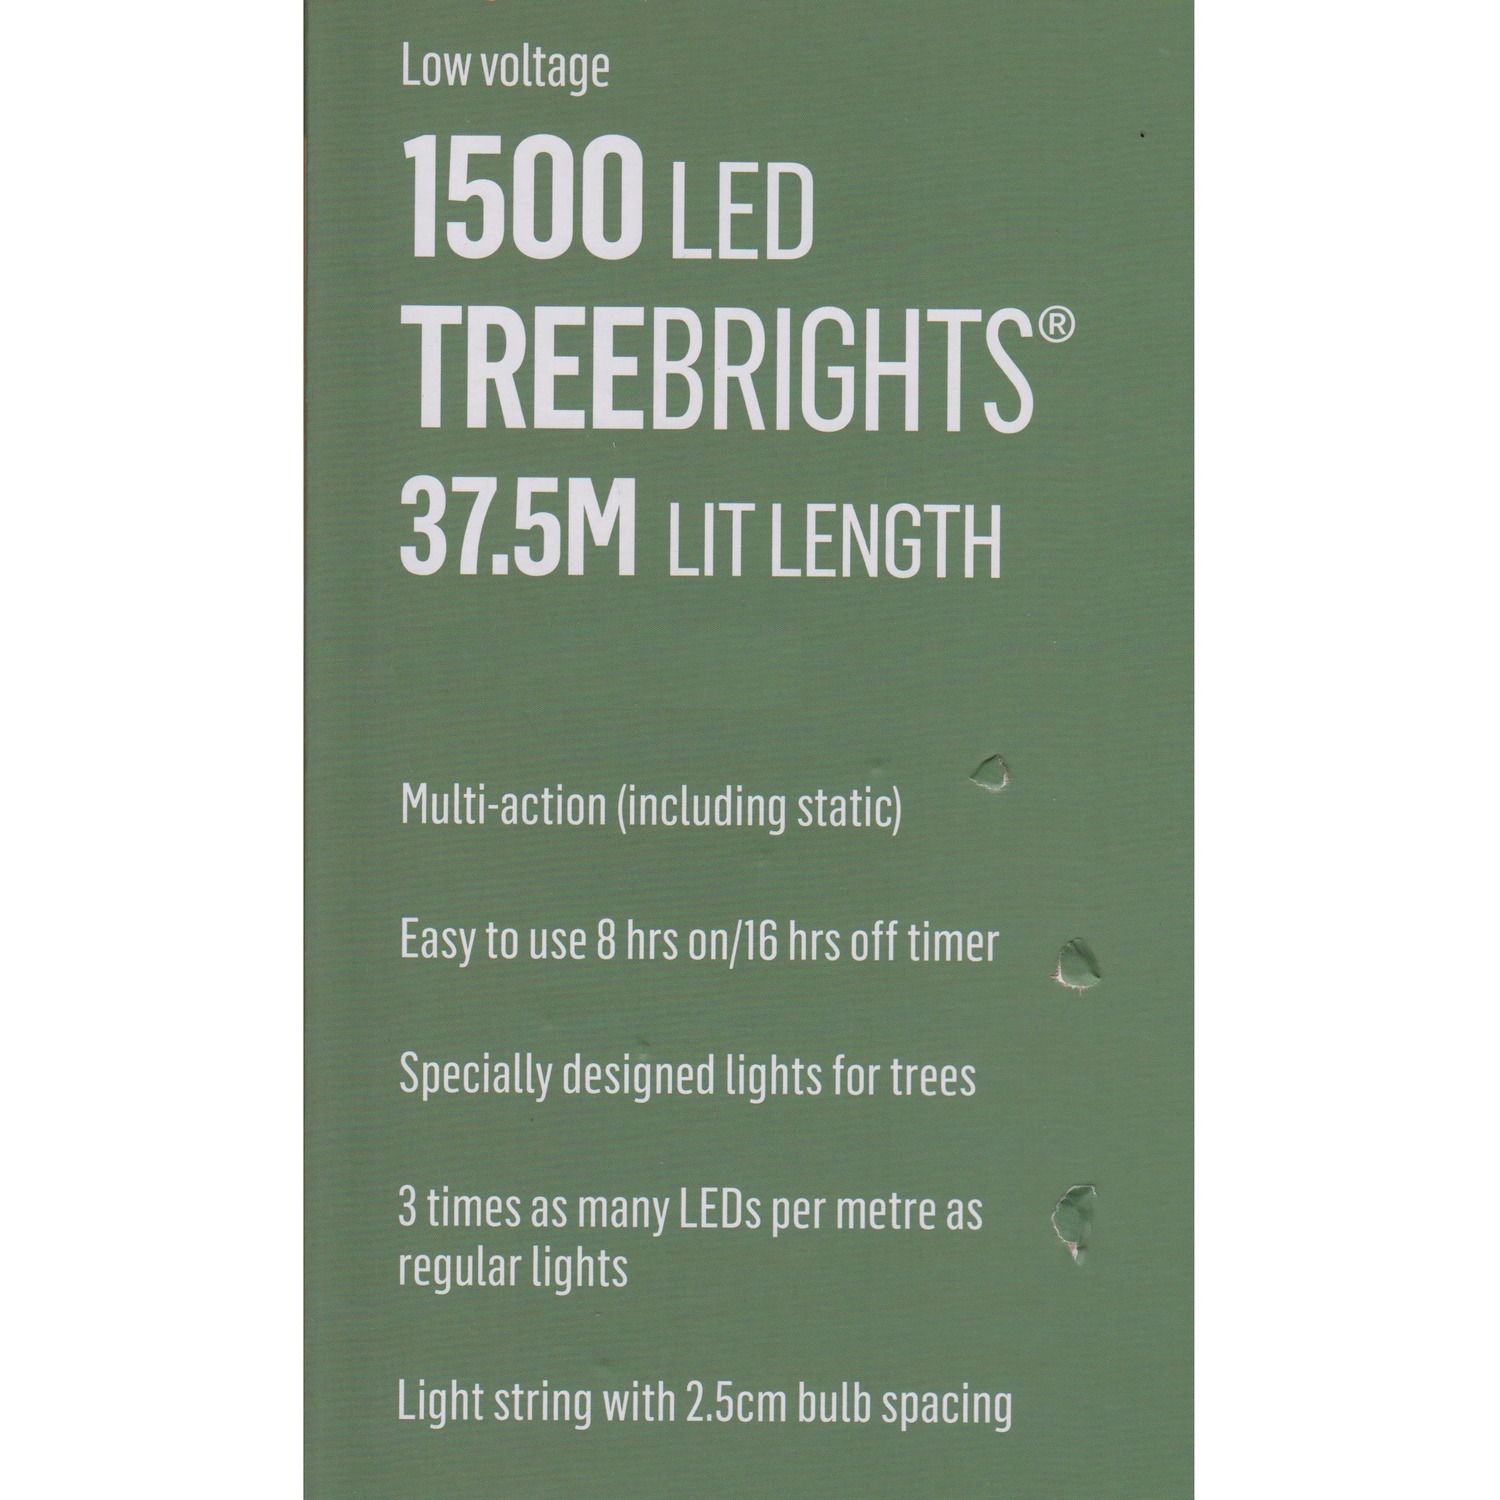 Low voltage
1500 LED
TREEBRIGHTS®
37.5M LIT LENGTH
Multi-action (including static)
Easy to use 8 hrs on/16 hrs off timer
Specially designed lights for trees
3 times as many LEDs per metre as
regular lights
Light string with 2.5cm bulb spacing